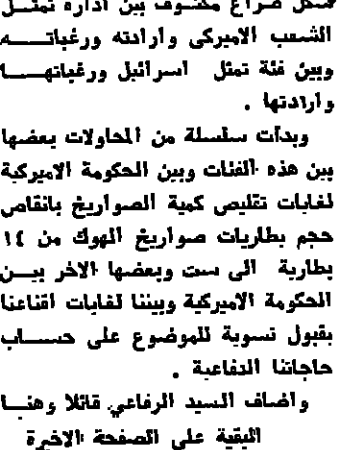 شكل صراع مكشوف بين ادارة تمثل
الشعب الاميركى وارادته ورغباتـــه
وبين فئة تمثل اسرائيل ورغباتهـــا
وارادتها .
وبدأت سلسلة من المحاولات بعضها
بين هذه الفئات وبين الحكومة الاميركية
لغايات تقليص كمية الصواريخ بانقاص
حجم بطاريات صواريخ الهوك من ١٤
بطارية الى ست وبعضها الاخر بيـــن
الحكومة الاميركية وبيننا لغايات اقناعنا
بقبول تسوية للموضوع على حســـاب
حاجاتنا الدفاعية .
واضاف السيد الرفاعي قائلا وهنـــا
البقية على الصفحة الاخيرة